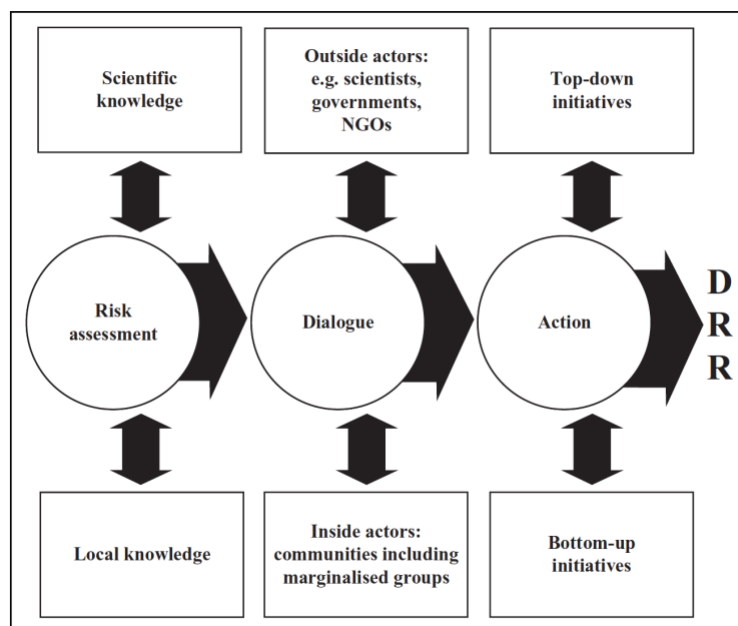 Scientific
knowledge
Outside actors:
e.g. scientists,
governments,
NGOs
Top-down
initiatives
Risk
assessment
Dialogue
Action
D
R
R
Local knowledge
Inside actors:
communities including
marginalised groups
Bottom-up
initiatives